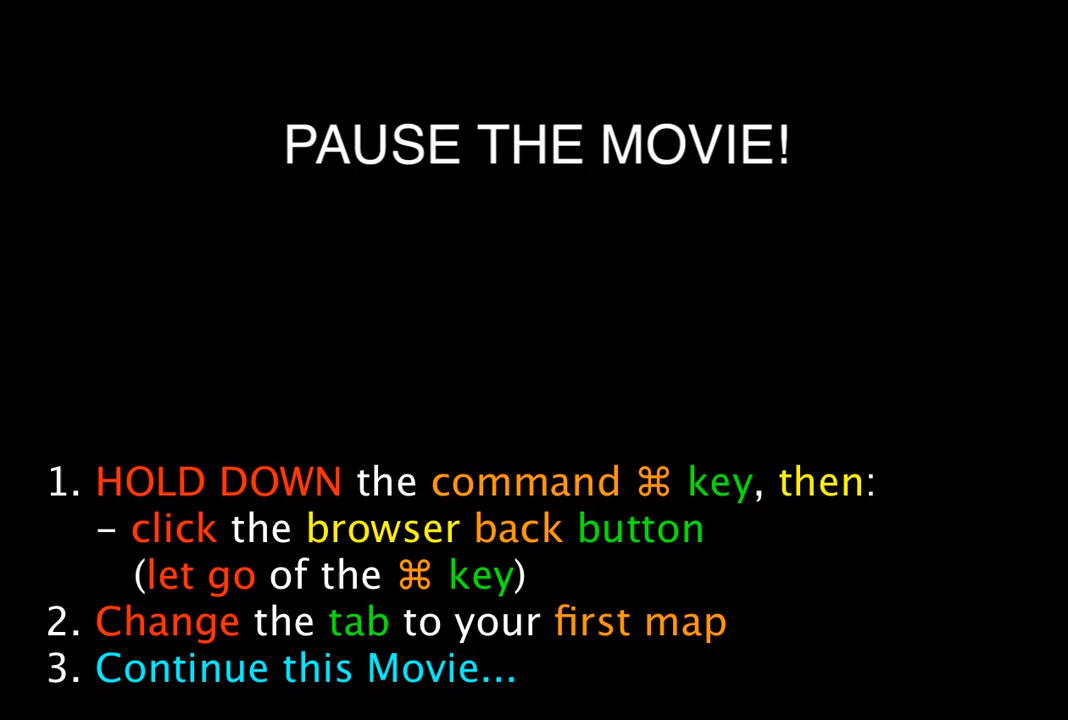 PAUSE THE MOVIE!
1. HOLD DOWN the command ⌘ key, then:
– click the browser back button
(let go of the ⌘ key)
2. Change the tab to your first map
3. Continue this Movie...